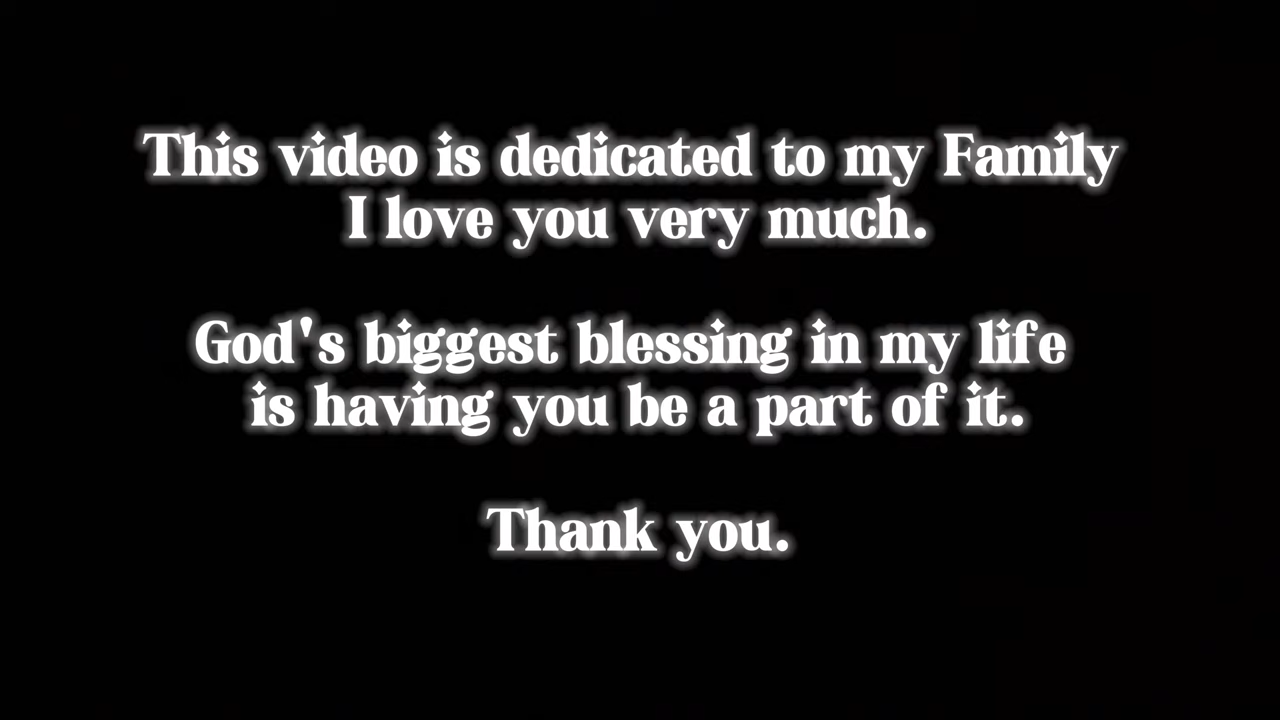 This video is dedicated to my Family
I love you very much.
God's biggest blessing in my life
is having you be a part of it.
Thank you.